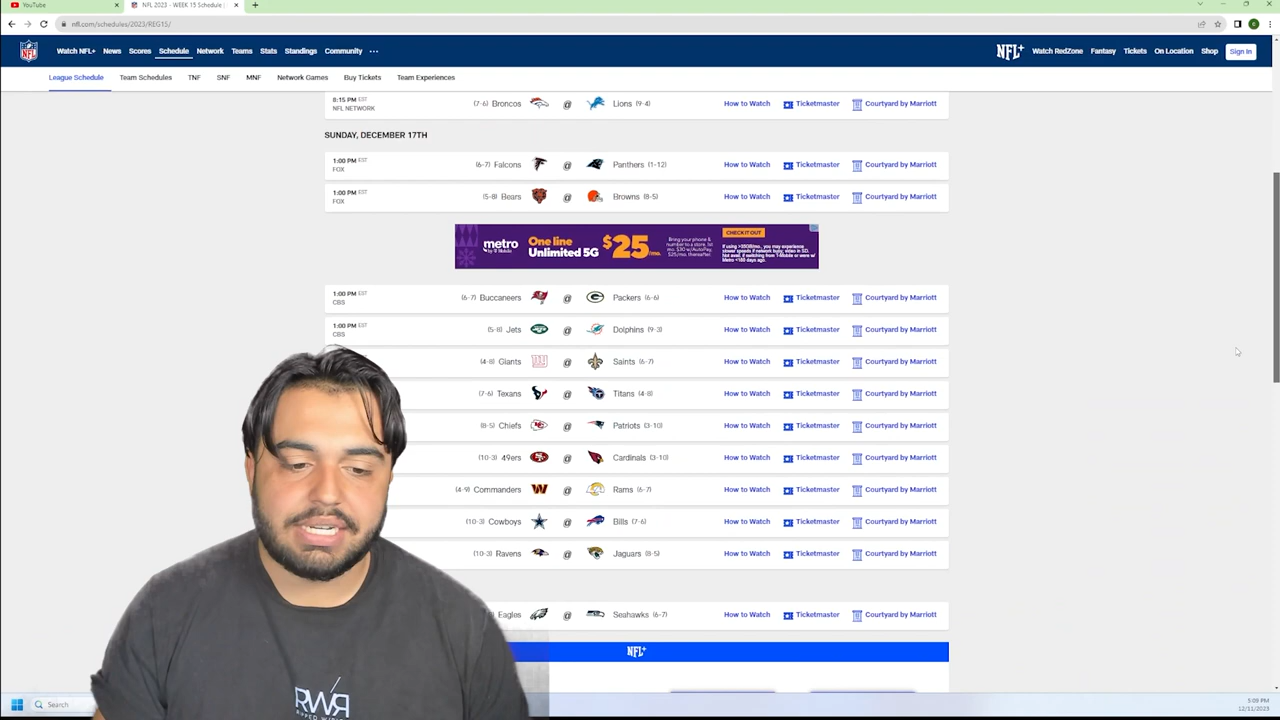 YouTube
NFL 2023 - WEEK 15 Schedule :
nfl.com/schedules/2023/REG15/
Watch NFL+ News Scores Schedule Network Teams Stats Standings Community
NFL+ Watch RedZone Fantasy Tickets On Location Shop Sign In
League Schedule Team Schedules TNF SNF MNF Network Games Buy Tickets Team Experiences
8:15 PM EST
NFL NETWORK
(7-6) Broncos @ Lions (9-4) How to Watch Ticketmaster Courtyard by Marriott
SUNDAY, DECEMBER 17TH
1:00 PM EST
FOX
(6-7) Falcons @ Panthers (1-12) How to Watch Ticketmaster Courtyard by Marriott
1:00 PM EST
FOX
(5-8) Bears @ Browns (8-5) How to Watch Ticketmaster Courtyard by Marriott
metro
One line
Unlimited 5G
$25/mo.
CHECK IT OUT
1:00 PM EST
CBS
(6-7) Buccaneers @ Packers (6-6) How to Watch Ticketmaster Courtyard by Marriott
1:00 PM EST
CBS
(5-8) Jets @ Dolphins (9-3) How to Watch Ticketmaster Courtyard by Marriott
(4-8) Giants @ Saints (6-7) How to Watch Ticketmaster Courtyard by Marriott
(7-6) Texans @ Titans (4-8) How to Watch Ticketmaster Courtyard by Marriott
(8-5) Chiefs @ Patriots (3-10) How to Watch Ticketmaster Courtyard by Marriott
(10-3) 49ers @ Cardinals (3-10) How to Watch Ticketmaster Courtyard by Marriott
(4-9) Commanders @ Rams (6-7) How to Watch Ticketmaster Courtyard by Marriott
(10-3) Cowboys @ Bills (7-6) How to Watch Ticketmaster Courtyard by Marriott
(10-3) Ravens @ Jaguars (8-5) How to Watch Ticketmaster Courtyard by Marriott
Eagles @ Seahawks (6-7) How to Watch Ticketmaster Courtyard by Marriott
NFL+
RWR
Search
5:09 PM
12/11/2023